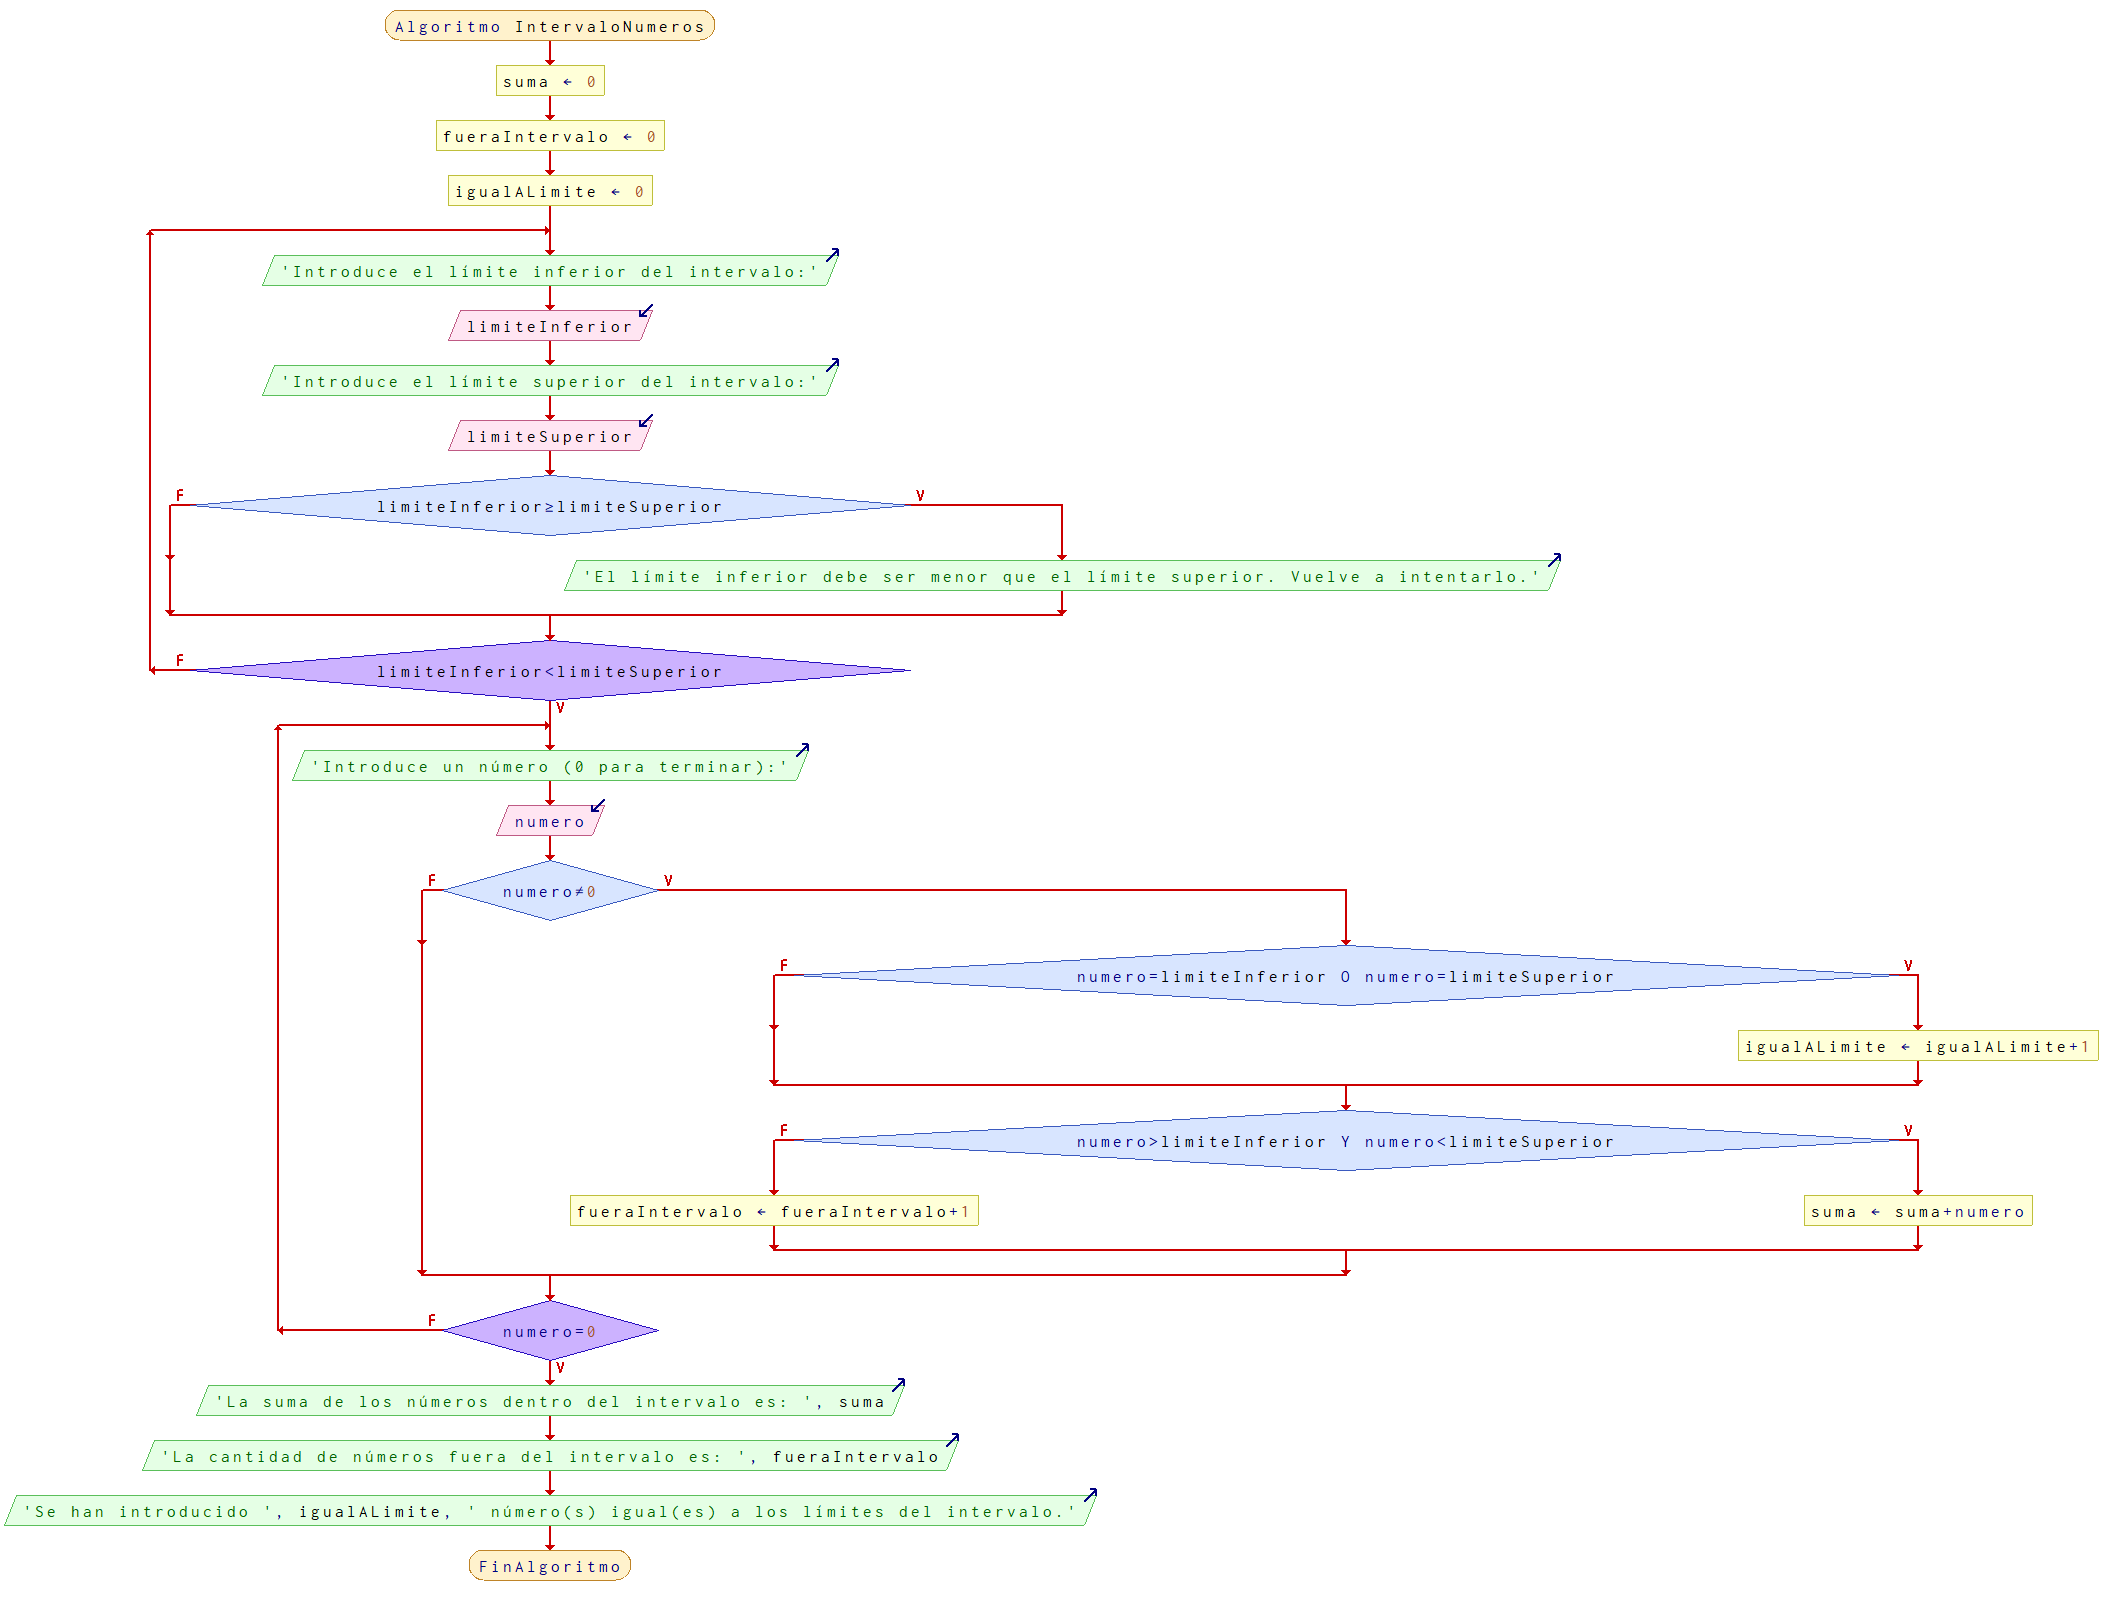 Algoritmo IntervaloNumeros
suma ← 0
fueraIntervalo ← 0
igualALimite ← 0
'Introduce el límite inferior del intervalo:'
limiteInferior
'Introduce el límite superior del intervalo:'
limiteSuperior
F
limiteInferior≥limiteSuperior
V
'El límite inferior debe ser menor que el límite superior. Vuelve a intentarlo.'
F
limiteInferior<limiteSuperior
V
'Introduce un número (0 para terminar):'
numero
F
numero≠0
V
F
numero=limiteInferior O numero=limiteSuperior
V
igualALimite ← igualALimite+1
F
numero>limiteInferior Y numero<limiteSuperior
V
fueraIntervalo ← fueraIntervalo+1
suma ← suma+numero
F
numero=0
V
'La suma de los números dentro del intervalo es: ', suma
'La cantidad de números fuera del intervalo es: ', fueraIntervalo
'Se han introducido ', igualALimite, ' número(s) igual(es) a los límites del intervalo.'
FinAlgoritmo